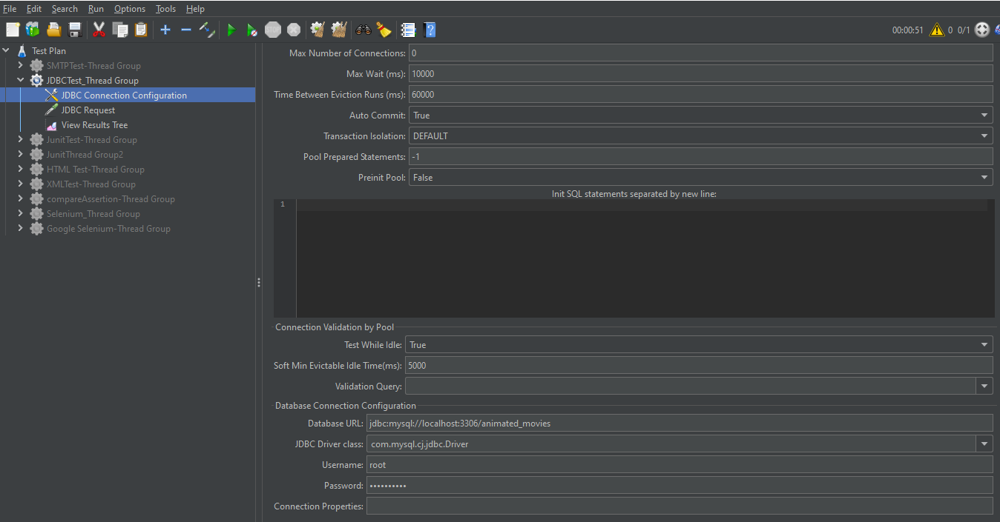 File Edit Search Run Options Tools Help
STOP
00:00:51 0 0/1
Test Plan
SMTPTest-Thread Group
JDBCTest_Thread Group
JDBC Connection Configuration
JDBC Request
View Results Tree
JunitTest-Thread Group
JunitThread Group2
HTML Test-Thread Group
XMLTest-Thread Group
compareAssertion-Thread Group
Selenium_Thread Group
Google Selenium-Thread Group
Max Number of Connections: 0
Max Wait (ms): 10000
Time Between Eviction Runs (ms): 60000
Auto Commit: True
Transaction Isolation: DEFAULT
Pool Prepared Statements: -1
Preinit Pool: False
Init SQL statements separated by new line:
1
Connection Validation by Pool
Test While Idle: True
Soft Min Evictable Idle Time(ms): 5000
Validation Query:
Database Connection Configuration
Database URL: jdbc:mysql://localhost:3306/animated_movies
JDBC Driver class: com.mysql.cj.jdbc.Driver
Username: root
Password: ••••••••••
Connection Properties: